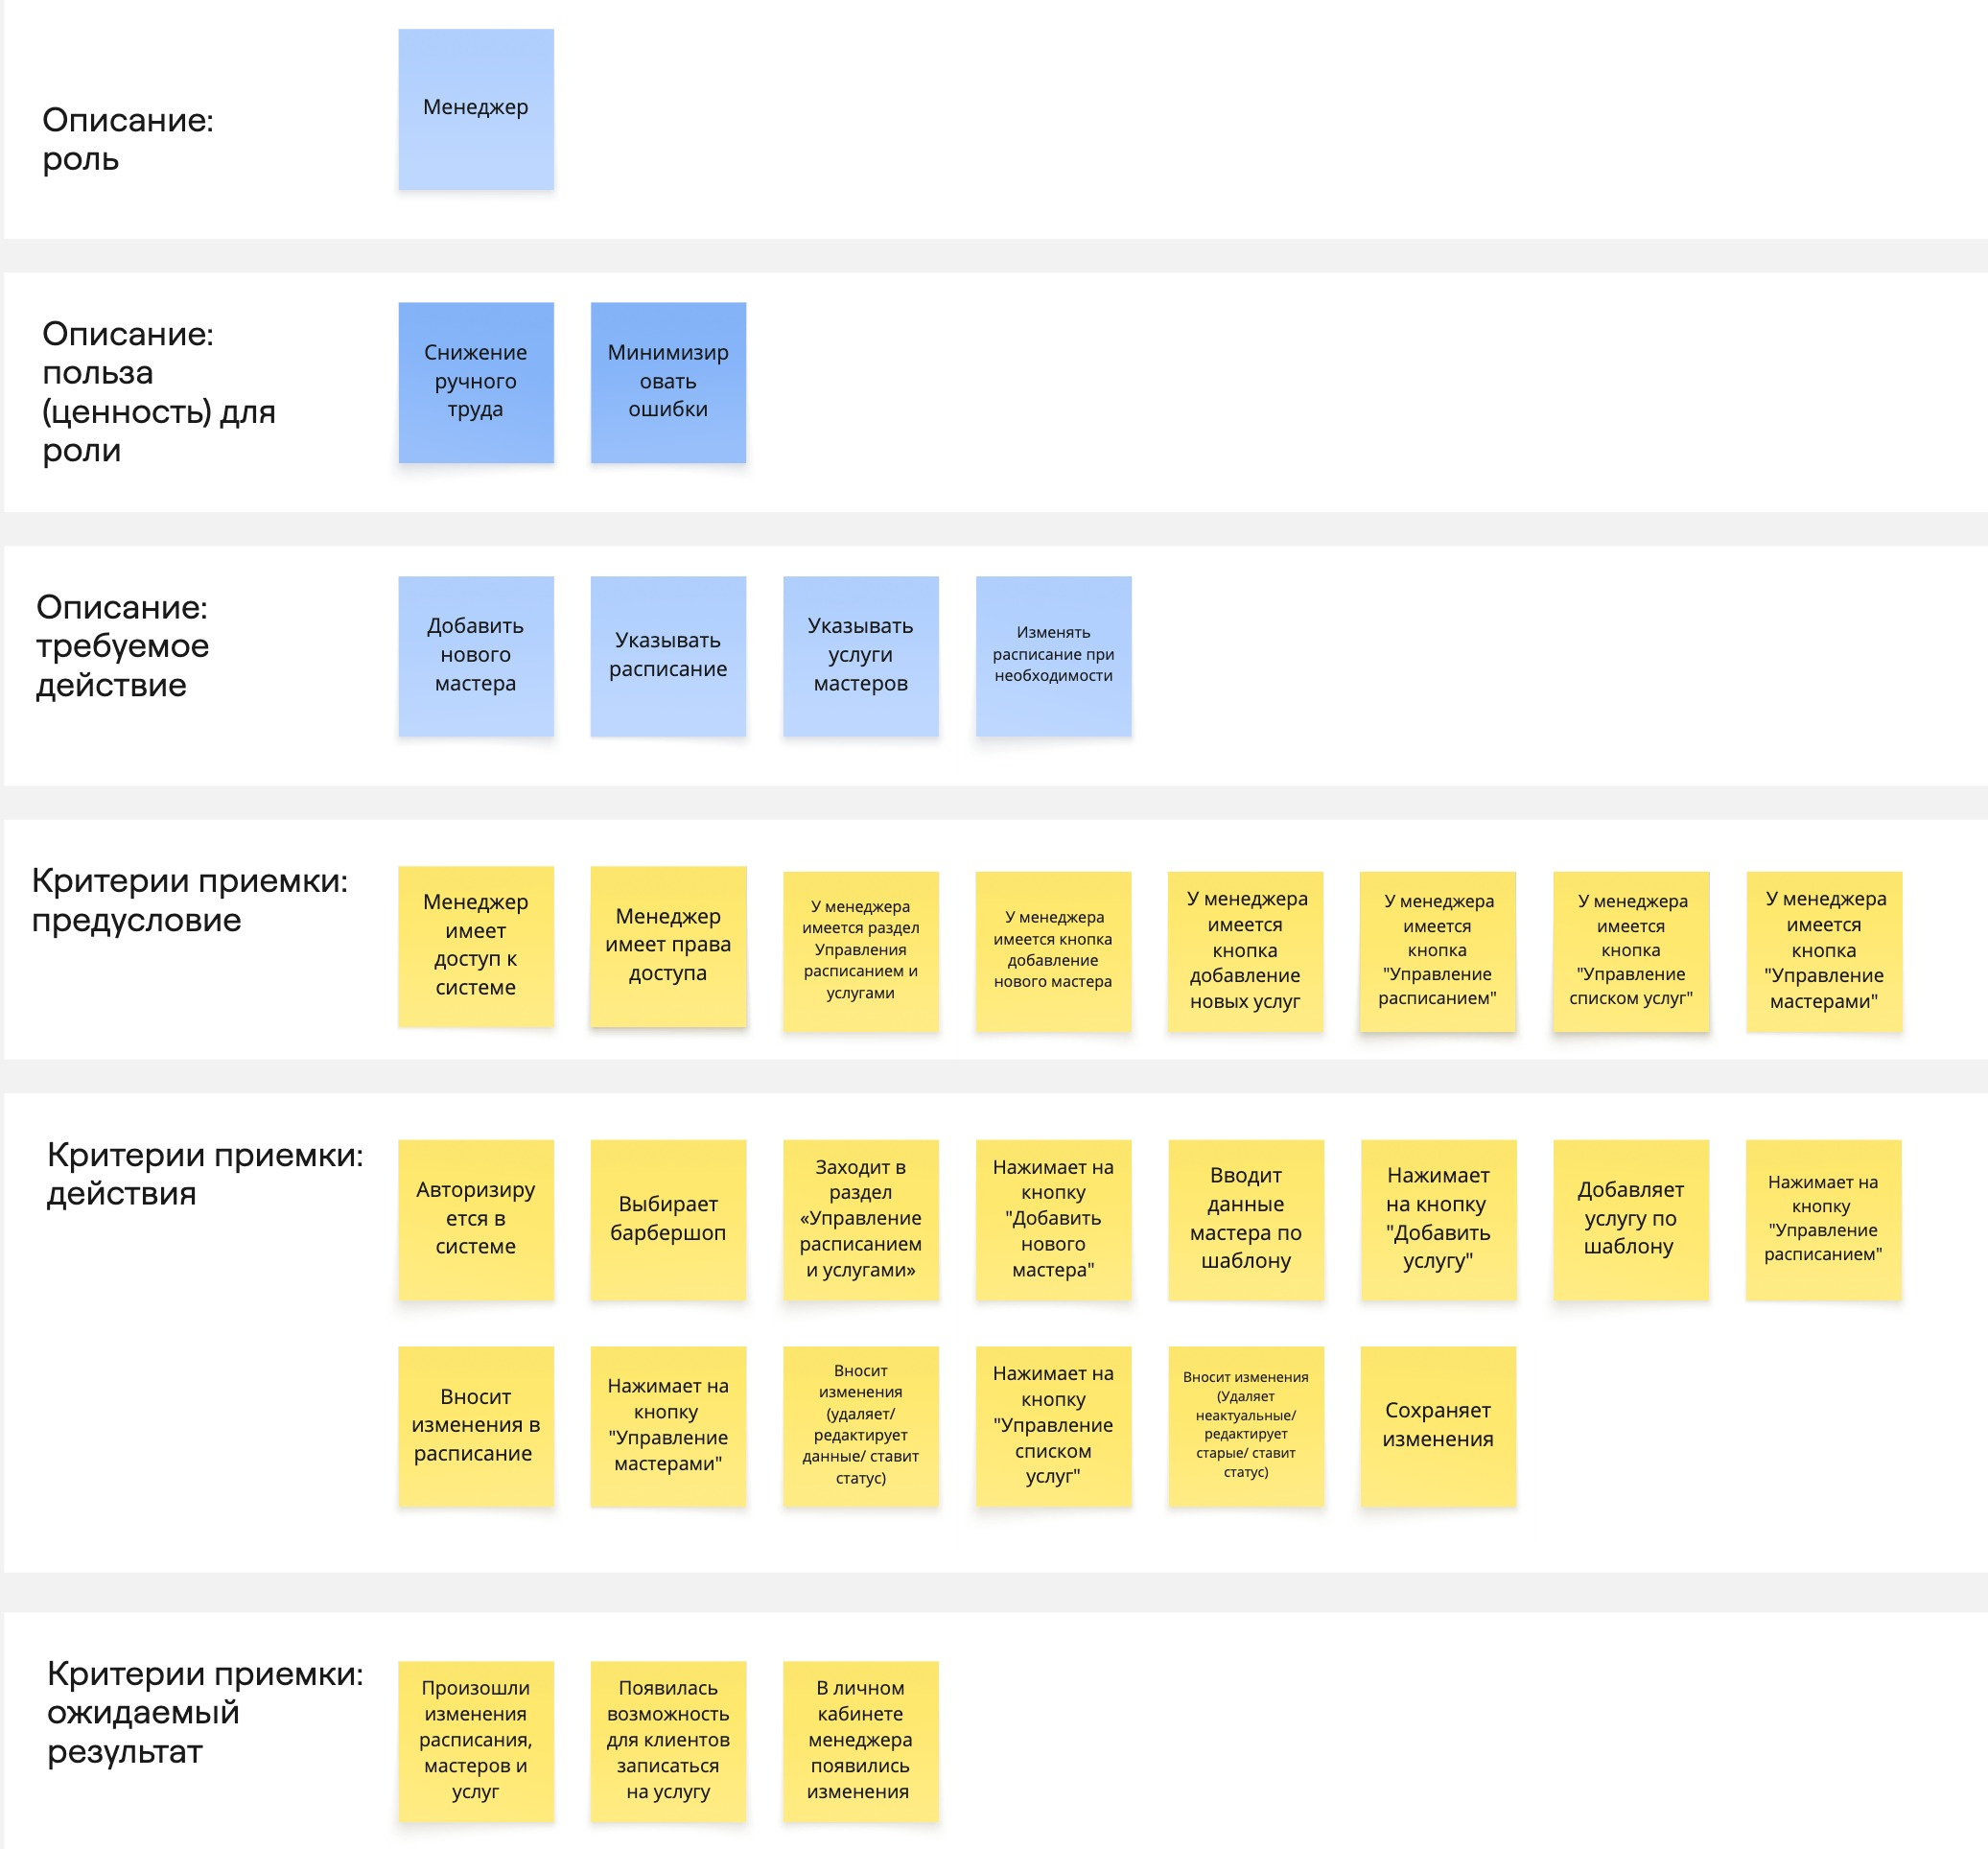 Описание:
роль
Менеджер
Описание:
польза
(ценность) для
роли
Снижение
ручного
труда
Минимизир
овать
ошибки
Описание:
требуемое
действие
Добавить
нового
мастера
Указывать
расписание
Указывать
услуги
мастеров
Изменять
расписание при
необходимости
Критерии приемки:
предусловие
Менеджер
имеет
доступ к
системе
Менеджер
имеет права
доступа
У менеджера
имеется раздел
Управления
расписанием и
услугами
У менеджера
имеется кнопка
добавление
нового мастера
У менеджера
имеется
кнопка
добавление
новых услуг
У менеджера
имеется
кнопка
"Управление
расписанием"
У менеджера
имеется
кнопка
"Управление
списком услуг"
У менеджера
имеется
кнопка
"Управление
мастерами"
Критерии приемки:
действия
Авторизиру
ется в
системе
Выбирает
барбершоп
Заходит в
раздел
«Управление
расписанием
и услугами»
Нажимает на
кнопку
"Добавить
нового
мастера"
Вводит
данные
мастера по
шаблону
Нажимает
на кнопку
"Добавить
услугу"
Добавляет
услугу по
шаблону
Нажимает на
кнопку
"Управление
расписанием"
Вносит
изменения в
расписание
Нажимает на
кнопку
"Управление
мастерами"
Вносит
изменения
(удаляет/
редактирует
данные/ ставит
статус)
Нажимает на
кнопку
"Управление
списком
услуг"
Вносит изменения
(Удаляет
неактуальные/
редактирует
старые/ ставит
статус)
Сохраняет
изменения
Критерии приемки:
ожидаемый
результат
Произошли
изменения
расписания,
мастеров и
услуг
Появилась
возможность
для клиентов
записаться
на услугу
В личном
кабинете
менеджера
появились
изменения